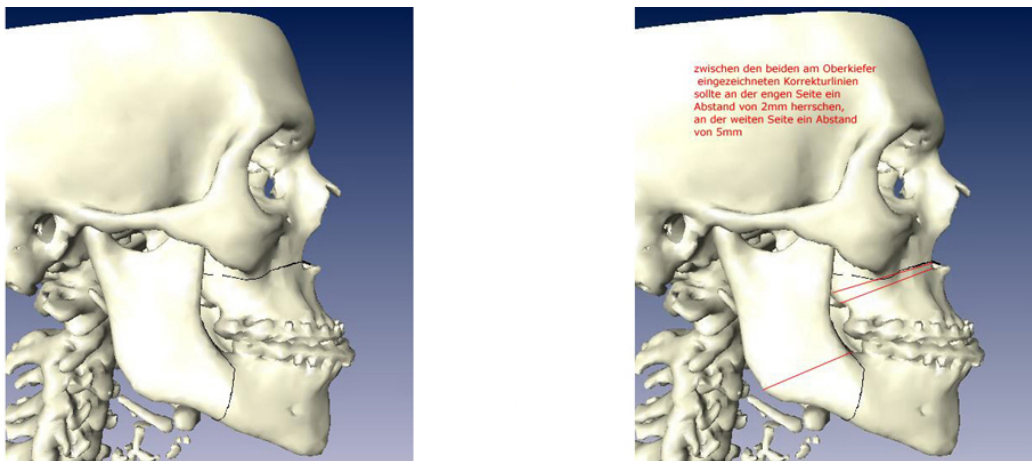 zwischen den beiden am Oberkiefer
eingezeichneten Korrekturlinien
sollte an der engen Seite ein
Abstand von 2mm herrschen,
an der weiten Seite ein Abstand
von 5mm